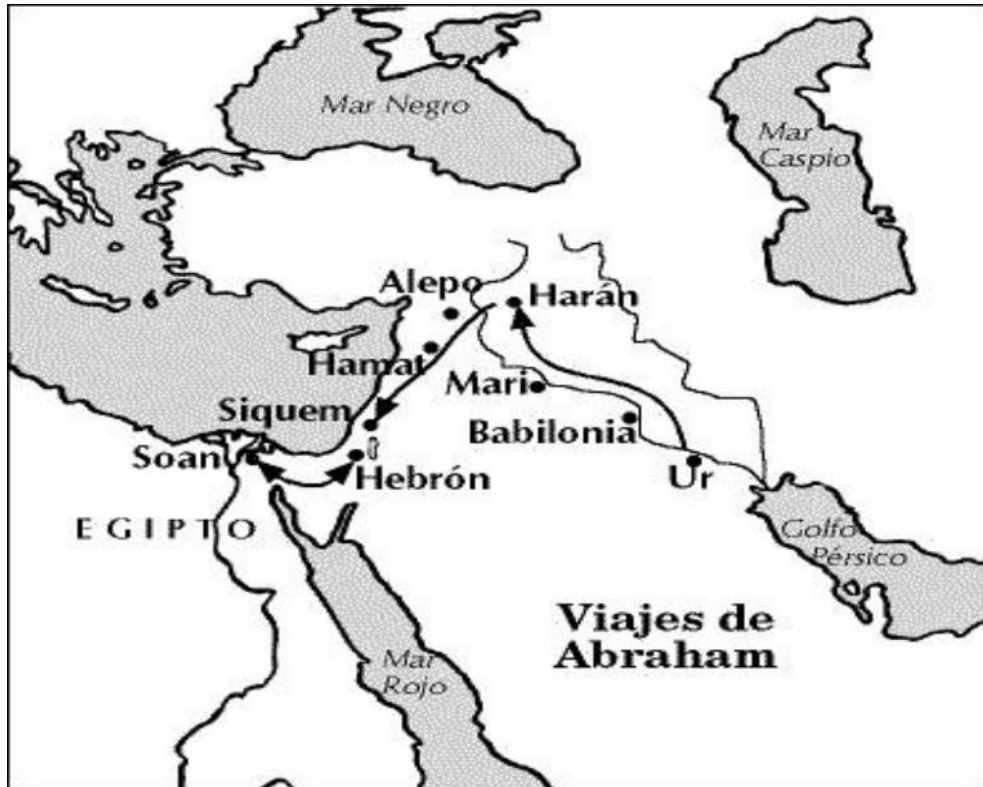 Mar Negro
Mar
Caspio
Alepo
Harán
Hamat
Mari
Siquem
Babilonia
Soan
Hebrón
Ur
EGIPTO
Golfo
Pérsico
Viajes de
Abraham
Mar
Rojo